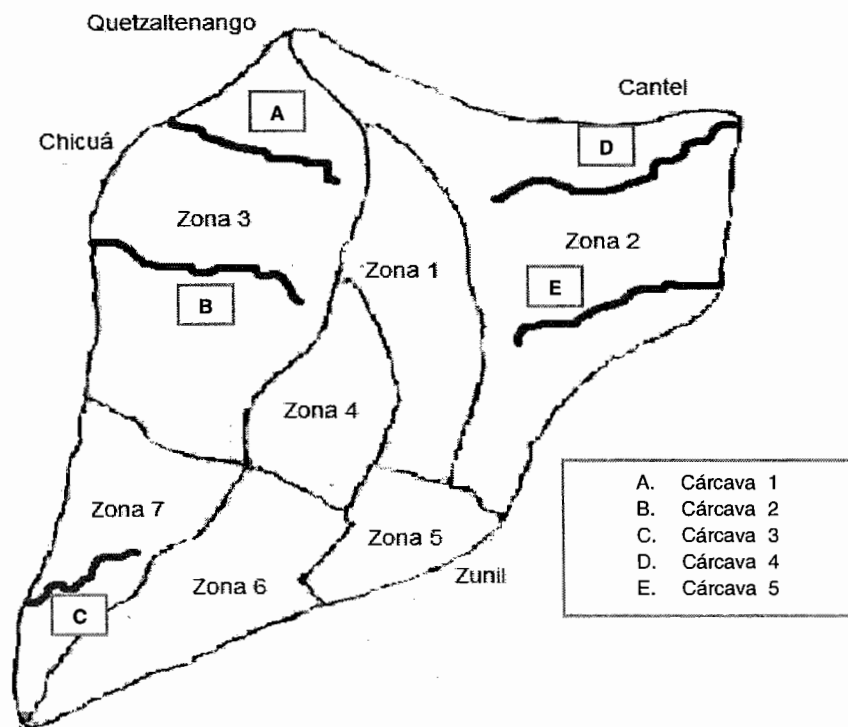 Quetzaltenango
Cantel
A
Chicuá
D
Zona 3
Zona 2
Zona 1
E
B
Zona 4
A. Cárcava 1
B. Cárcava 2
C. Cárcava 3
D. Cárcava 4
E. Cárcava 5
Zona 7
Zona 5
Zunil
Zona 6
C